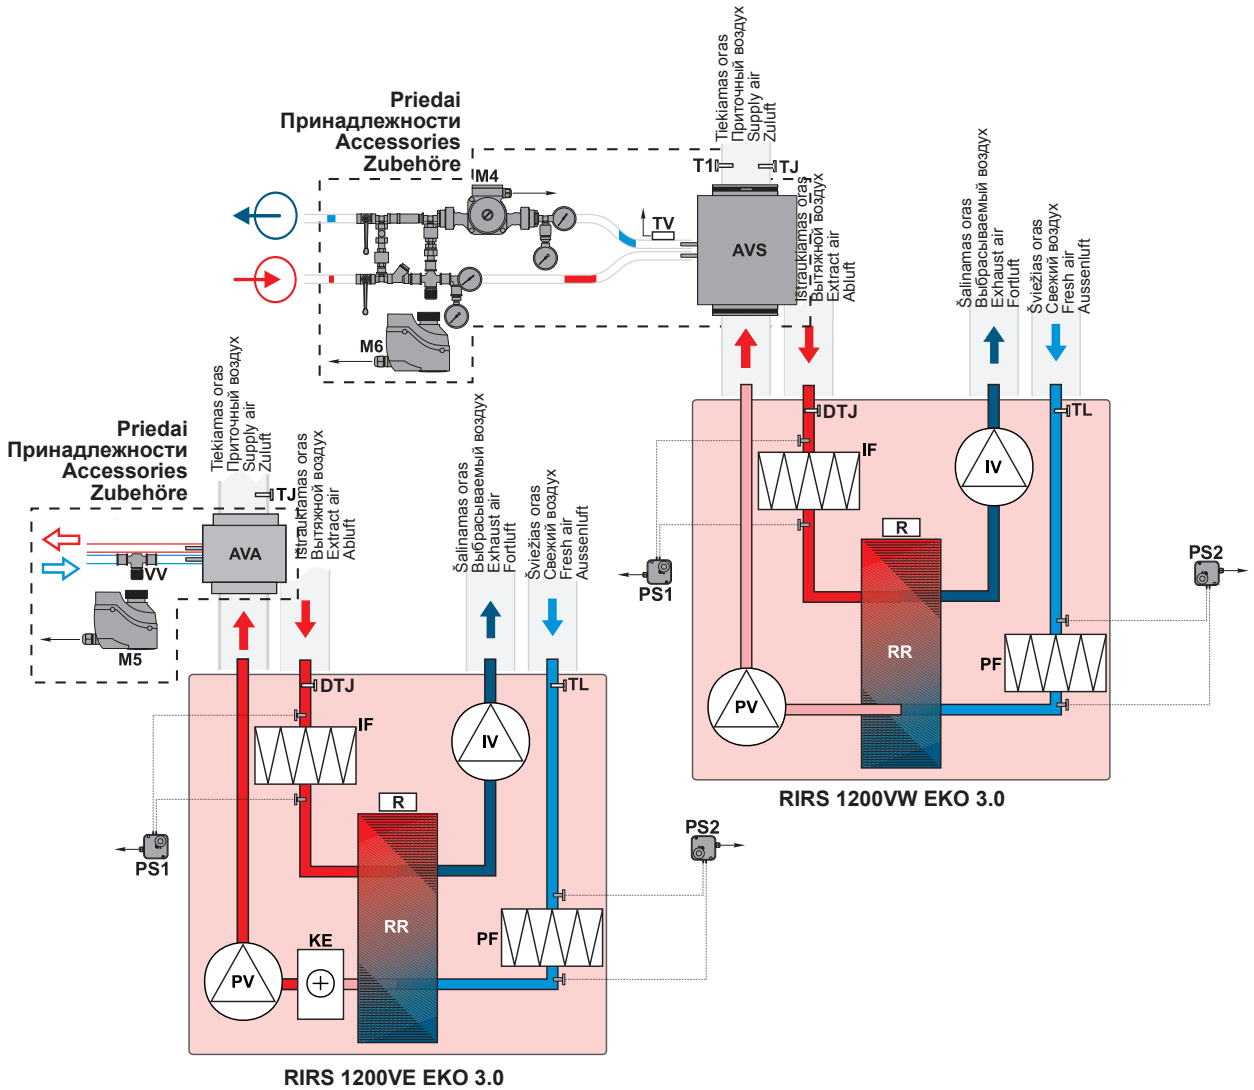 Priedai
Принадлежности
Accessories
Zubehöre
Tiekiamas oras
Приточный воздух
Supply air
Zuluft
T1
TJ
M4
TV
AVS
M6
Ištraukiamas oras
Вытяжной воздух
Extract air
Abluft
Šalinamas oras
Выбрасываемый воздух
Exhaust air
Fortluft
Šviežias oras
Свежий воздух
Fresh air
Aussenluft
DTJ
TL
IF
IV
R
PS1
PS2
RR
PF
PV
RIRS 1200VW EKO 3.0
Priedai
Принадлежности
Accessories
Zubehöre
Tiekiamas oras
Приточный воздух
Supply air
Zuluft
TJ
AVA
VV
M5
Ištraukiamas oras
Вытяжной воздух
Extract air
Abluft
Šalinamas oras
Выбрасываемый воздух
Exhaust air
Fortluft
Šviežias oras
Свежий воздух
Fresh air
Aussenluft
DTJ
TL
IF
IV
R
PS1
PS2
RR
PF
KE
PV
RIRS 1200VE EKO 3.0